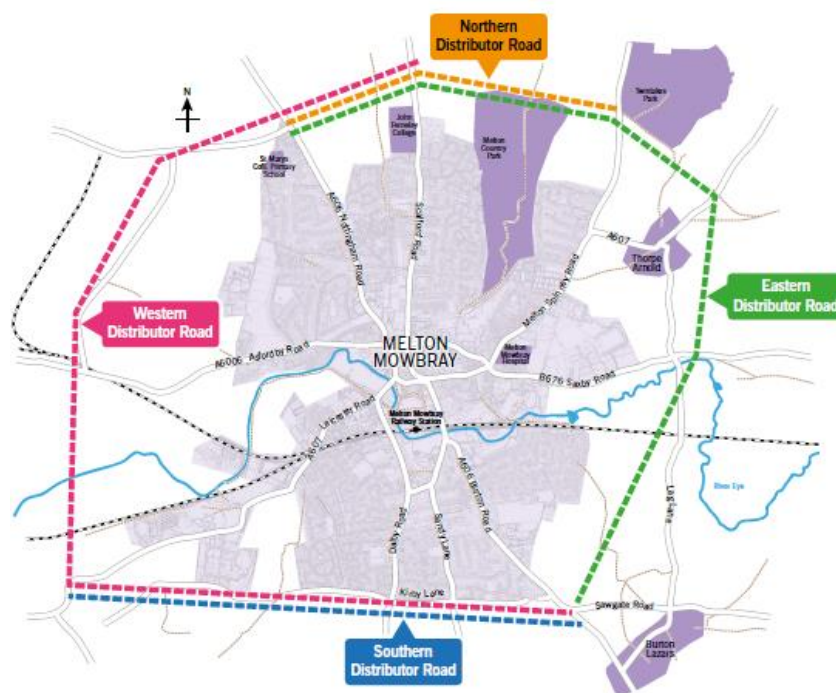 Northern
Distributor Road
N
Twinlakes
Park
John
Ferneley
College
Melton
Country
Park
St Marys
CofE Primary
School
A606 Nottingham Road
Scalford Road
A607
Thorpe
Arnold
Melton Spinney Road
Western
Distributor Road
Eastern
Distributor Road
MELTON
MOWBRAY
A6006 Asfordby Road
Melton
Mowbray
Hospital
B676 Saxby Road
Melton Mowbray
Railway Station
A607 Leicester Road
A606 Burton Road
River Eye
Lag Lane
Dalby Road
Sandy Lane
Kirby Lane
Sawgate Road
Southern
Distributor Road
Burton
Lazars